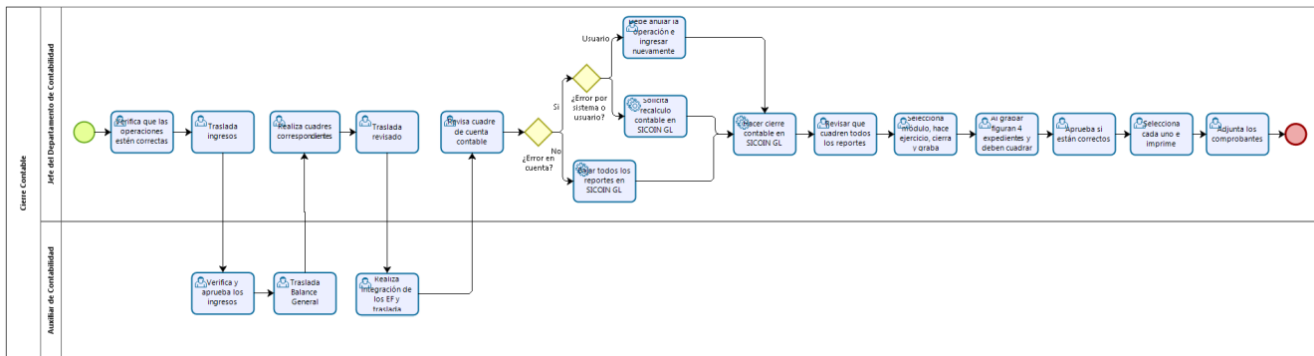 Cierre Contable
Jefe del Departamento de Contabilidad
Verifica que las
operaciones
estén correctas
Traslada
ingresos
Realiza cuadres
correspondientes
Traslada
revisado
Revisa cuadre
de cuenta
contable
¿Error en
cuenta?
Si
No
¿Error por
sistema o
usuario?
Usuario
Debe anular la
operación e
ingresar
nuevamente
Solicita
recalculo
contable en
SICOIN GL
Bajar todos los
reportes en
SICOIN GL
Hacer cierre
contable en
SICOIN GL
Revisar que
cuadren todos
los reportes
Selecciona
módulo, hace
ejercicio, cierra
y graba
Al grabar
figuran 4
expedientes y
deben cuadrar
Aprueba si
están correctos
Selecciona
cada uno e
imprime
Adjunta los
comprobantes
Auxiliar de Contabilidad
Verifica y
aprueba los
ingresos
Traslada
Balance
General
Realiza
integración de
los EF y
traslada